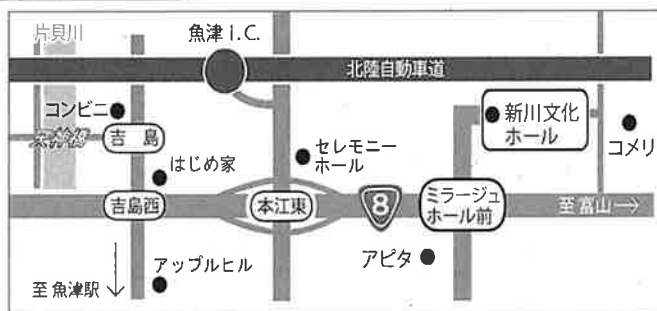 片貝川
魚津 I.C.
北陸自動車道
コンビニ
吉 島
はじめ家
セレモニー
ホール
新川文化
ホール
コメリ
吉島西
本江東
8
ミラージュ
ホール前
至富山→
アップルヒル
アピタ
至 魚津駅